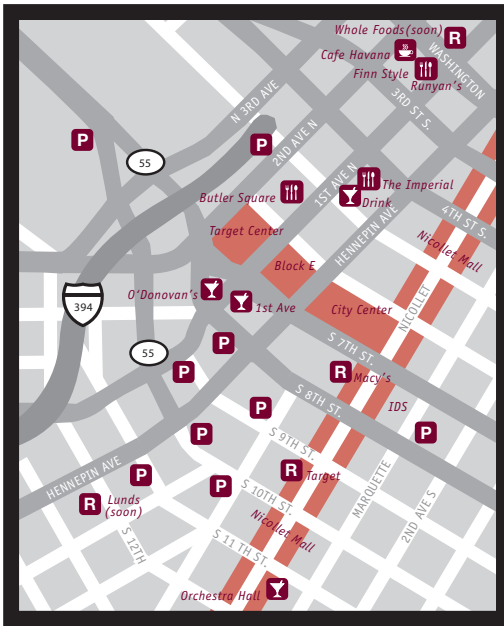 Whole Foods(soon)
R
Cafe Havana
WASHINGTON
Finn Style
Runyan's
N 3RD AVE
3RD ST S.
P
P
2ND AVE N
55
1ST AVE N
Butler Square
The Imperial
Drink
HENNEPIN AVE
4TH ST S.
Target Center
Nicollet Mall
Block E
O'Donovan's
394
1st Ave
City Center
NICOLLET
P
S 7TH ST.
55
P
R
Macy's
S 8TH ST.
P
IDS
P
P
S 9TH ST.
HENNEPIN AVE
P
R
Target
MARQUETTE
P
S 10TH ST.
2ND AVE S
R
Lunds
(soon)
Nicollet Mall
S 12TH
S 11 TH ST.
Orchestra Hall